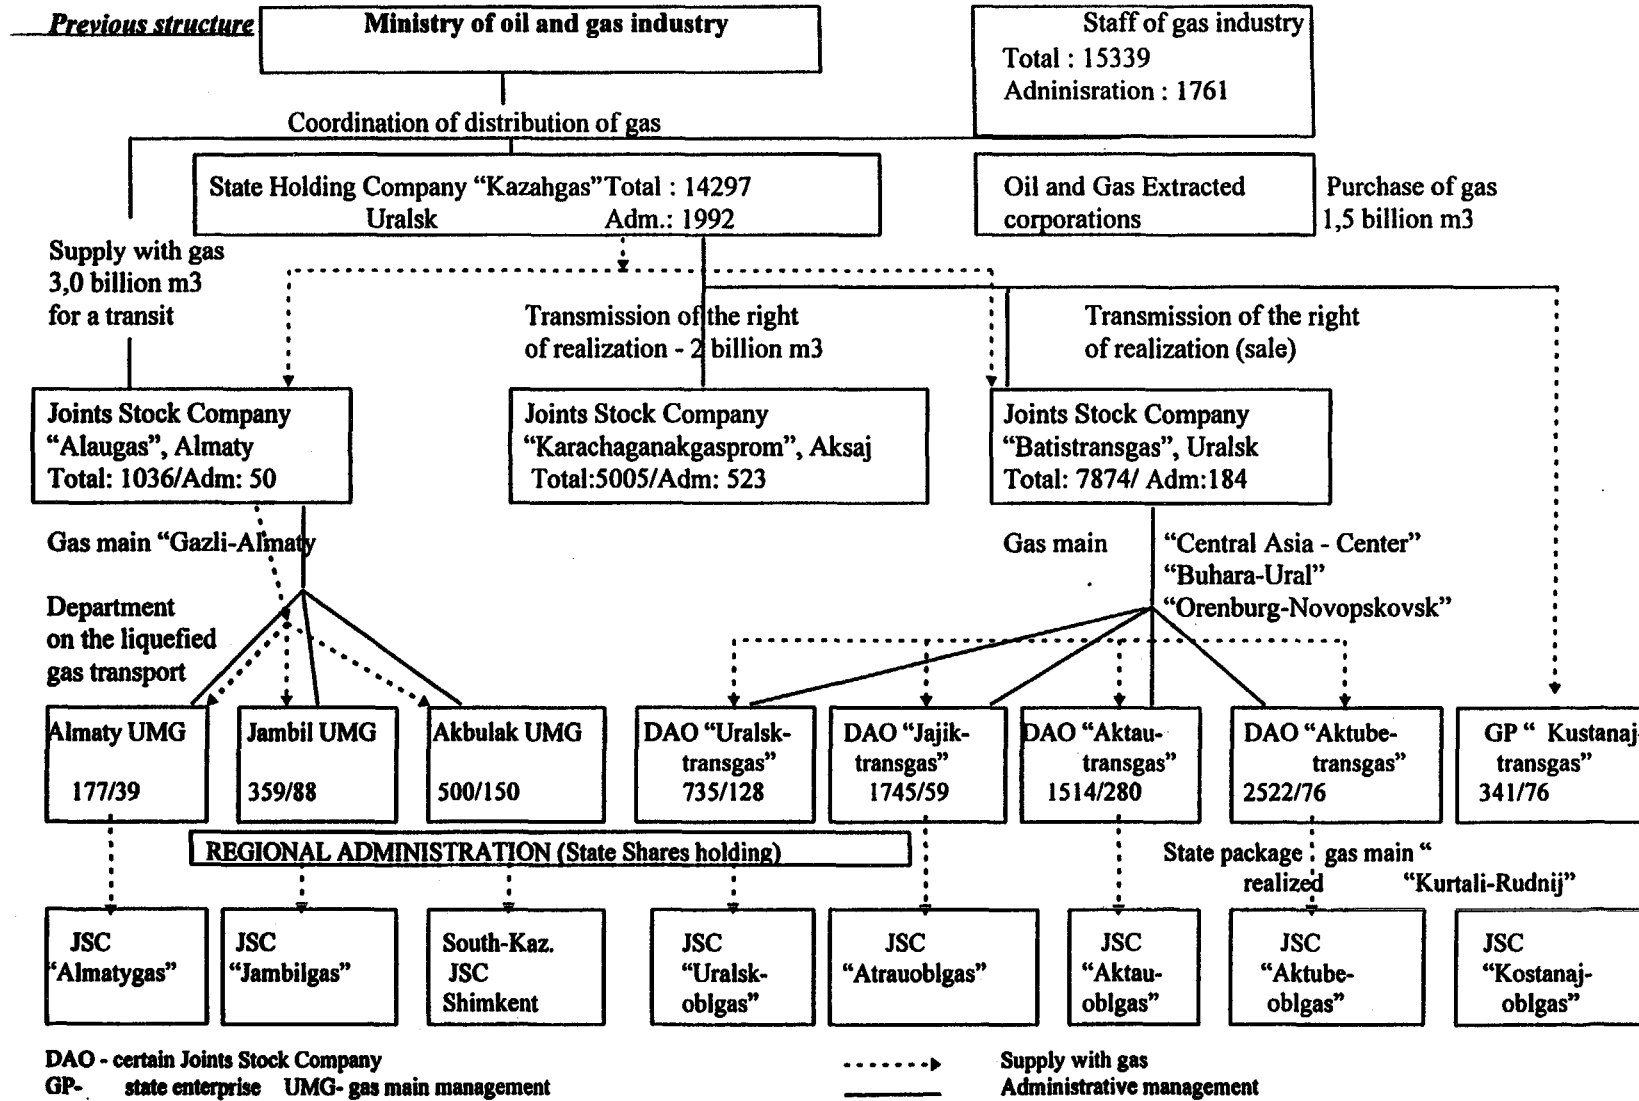 Previous structure
Ministry of oil and gas industry
Staff of gas industry
Total : 15339
Adninisration : 1761
Coordination of distribution of gas
State Holding Company “Kazahgas”Total : 14297
Uralsk Adm.: 1992
Oil and Gas Extracted
corporations
Purchase of gas
1,5 billion m3
Supply with gas
3,0 billion m3
for a transit
Transmission of the right
of realization - 2 billion m3
Transmission of the right
of realization (sale)
Joints Stock Company
“Alaugas”, Almaty
Total: 1036/Adm: 50
Joints Stock Company
“Karachaganakgasprom”, Aksaj
Total:5005/Adm: 523
Joints Stock Company
“Batistransgas”, Uralsk
Total: 7874/ Adm:184
Gas main “Gazli-Almaty
Gas main
“Central Asia - Center”
“Buhara-Ural”
“Orenburg-Novopskovsk”
Department
on the liquefied
gas transport
Almaty UMG
177/39
Jambil UMG
359/88
Akbulak UMG
500/150
DAO “Uralsk-
transgas”
735/128
DAO “Jajik-
transgas”
1745/59
DAO “Aktau-
transgas”
1514/280
DAO “Aktube-
transgas”
2522/76
GP “ Kustanaj-
transgas”
341/76
REGIONAL ADMINISTRATION (State Shares holding)
State package
realized
gas main “
“Kurtali-Rudnij”
JSC
“Almatygas”
JSC
“Jambilgas”
South-Kaz.
JSC
Shimkent
JSC
“Uralsk-
oblgas”
JSC
“Atrauoblgas”
JSC
“Aktau-
oblgas”
JSC
“Aktube-
oblgas”
JSC
“Kostanaj-
oblgas”
DAO - certain Joints Stock Company
GP- state enterprise UMG- gas main management
Supply with gas
Administrative management